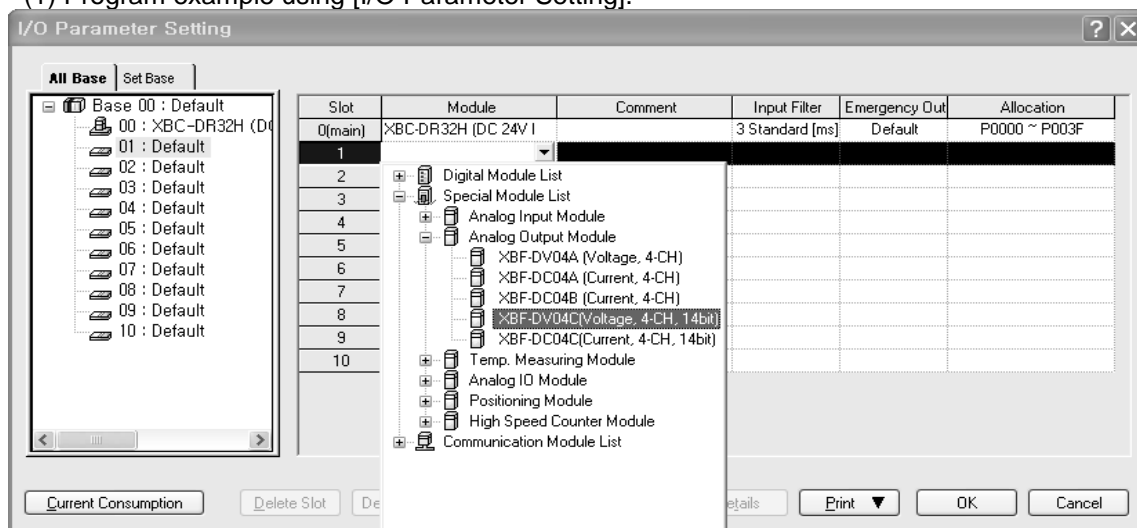 (1) Program example using [I/O Parameter Setting].
I/O Parameter Setting
All Base Set Base
Base 00 : Default
00 : XBC-DR32H (DC
01 : Default
02 : Default
03 : Default
04 : Default
05 : Default
06 : Default
07 : Default
08 : Default
09 : Default
10 : Default
Slot Module Comment Input Filter Emergency Out Allocation
0(main) XBC-DR32H (DC 24V I 3 Standard [ms] Default P0000 ~ P003F
1
2
3
4
5
6
7
8
9
10
Digital Module List
Special Module List
Analog Input Module
Analog Output Module
XBF-DV04A (Voltage, 4-CH)
XBF-DC04A (Current, 4-CH)
XBF-DC04B (Current, 4-CH)
XBF-DV04C(Voltage, 4-CH, 14bit)
XBF-DC04C(Current, 4-CH, 14bit)
Temp. Measuring Module
Analog IO Module
Positioning Module
High Speed Counter Module
Communication Module List
Current Consumption Delete Slot De etails Print ▼ OK Cancel